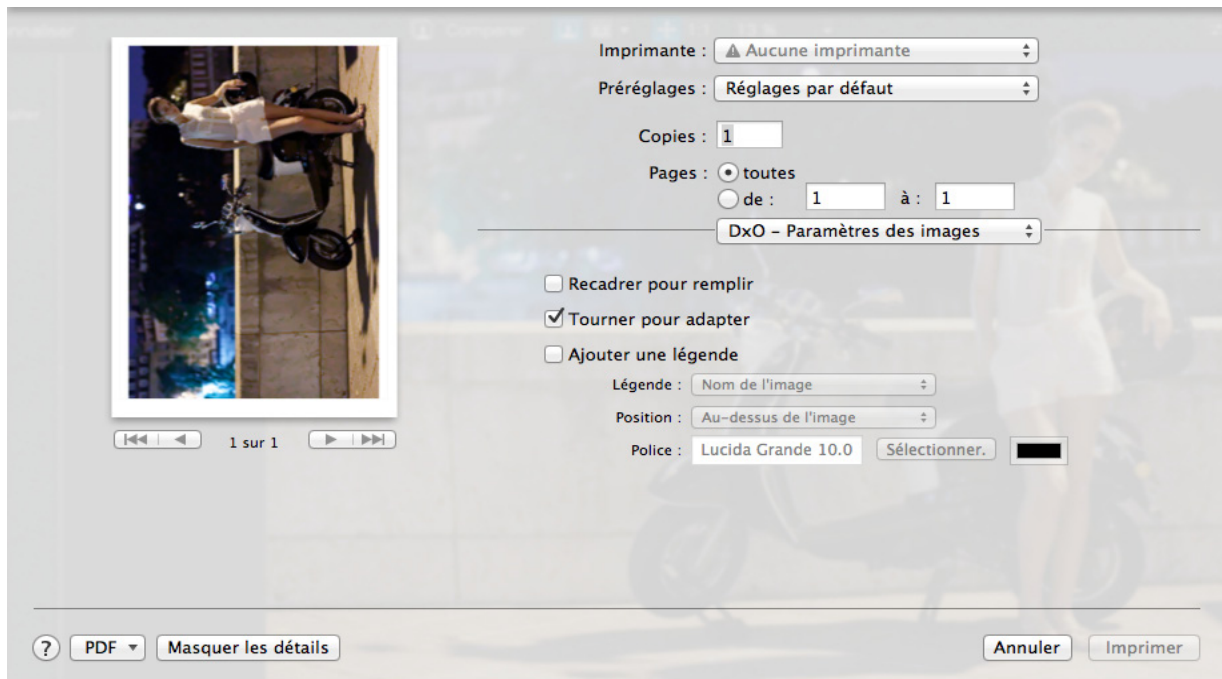 Comparer
Imprimante : Aucune imprimante
Préréglages : Réglages par défaut
Copies : 1
Pages : toutes
de : 1 à : 1
DxO – Paramètres des images
Recadrer pour remplir
Tourner pour adapter
Ajouter une légende
Légende : Nom de l'image
Position : Au-dessus de l'image
Police : Lucida Grande 10.0 Sélectionner.
1 sur 1
? PDF Masquer les détails Annuler Imprimer